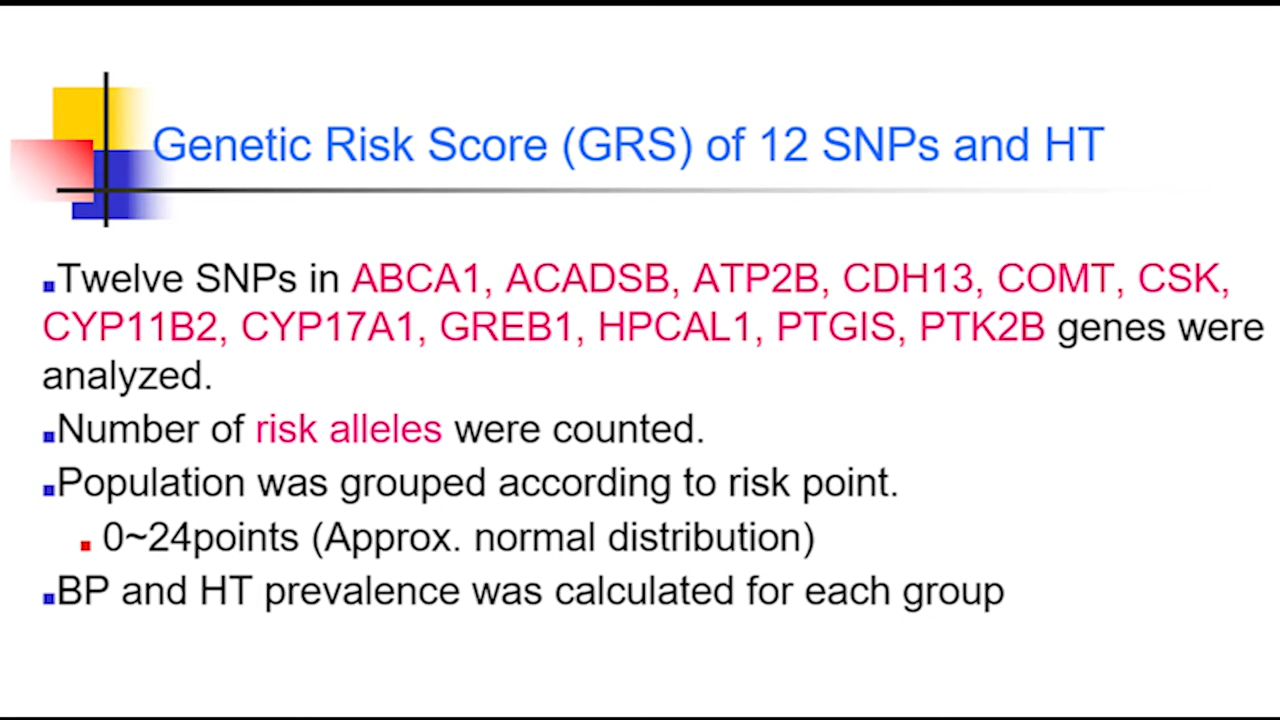 Genetic Risk Score (GRS) of 12 SNPs and HT
Twelve SNPs in ABCA1, ACADSB, ATP2B, CDH13, COMT, CSK,
CYP11B2, CYP17A1, GREB1, HPCAL1, PTGIS, PTK2B genes were
analyzed.
Number of risk alleles were counted.
Population was grouped according to risk point.
0~24points (Approx. normal distribution)
BP and HT prevalence was calculated for each group